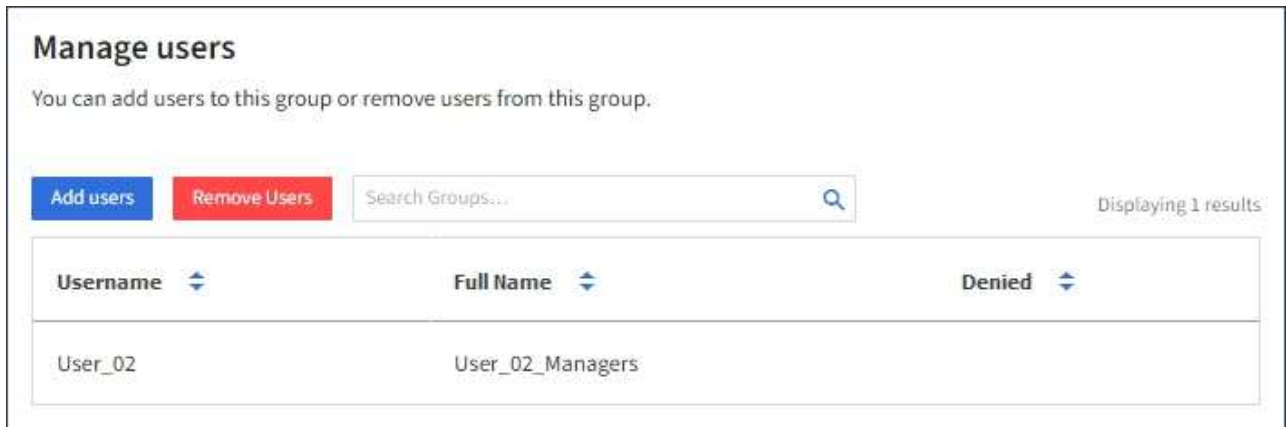 Manage users
You can add users to this group or remove users from this group.
Add users Remove Users Search Groups... Displaying 1 results
Username Full Name Denied
User_02 User_02_Managers